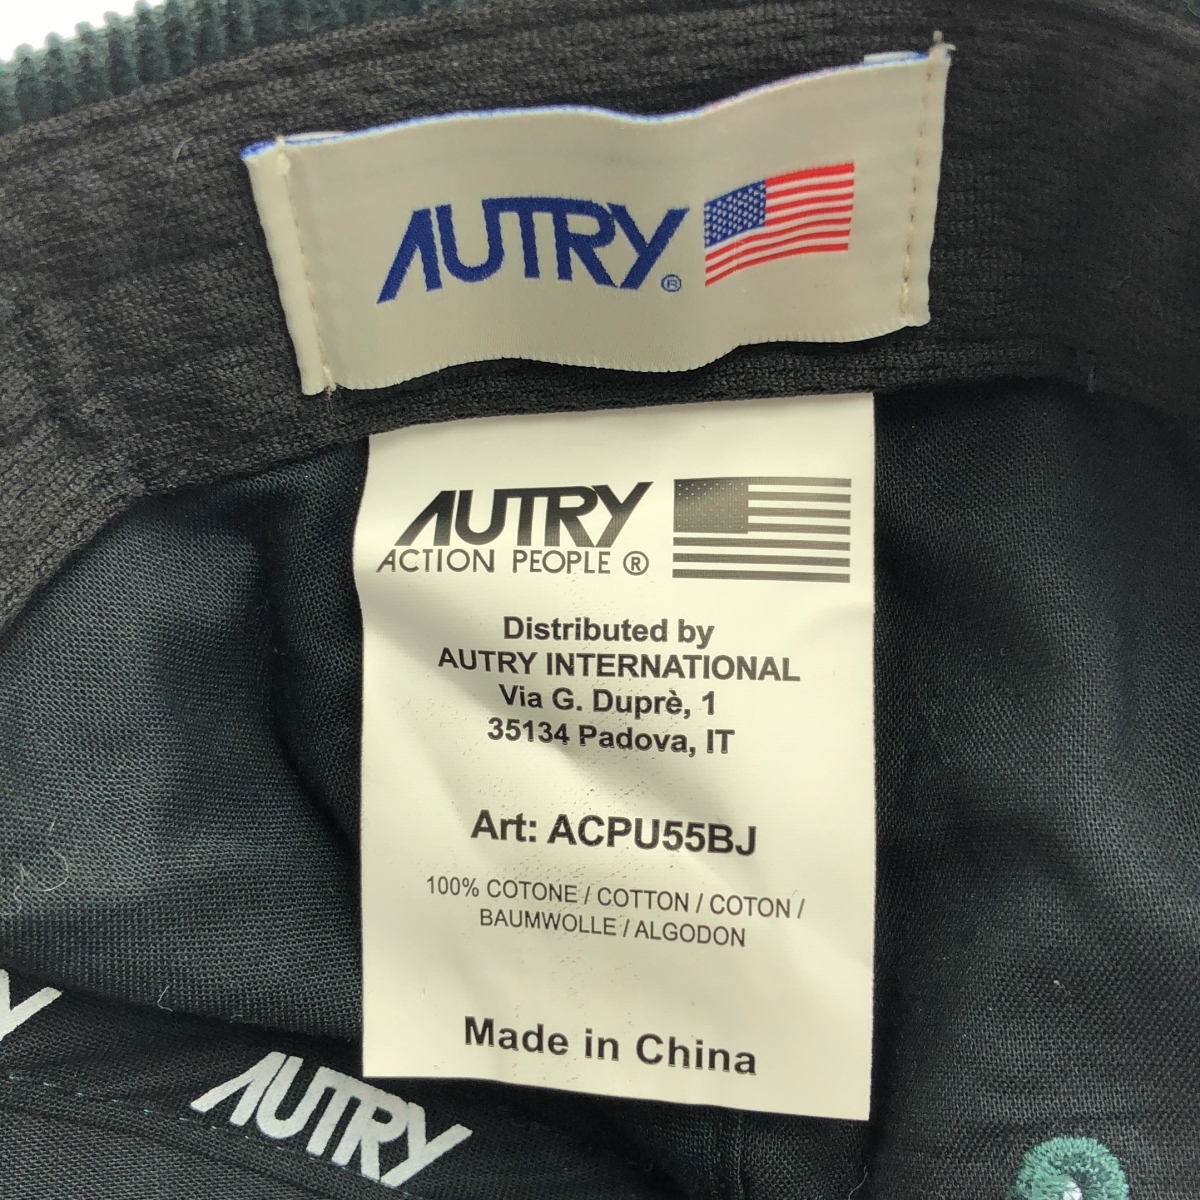 AUTRY®
AUTRY
ACTION PEOPLE ®
Distributed by
AUTRY INTERNATIONAL
Via G. Duprè, 1
35134 Padova, IT
Art: ACPU55BJ
100% COTONE / COTTON / COTON /
BAUMWOLLE / ALGODON
Made in China
Y
AUTRY